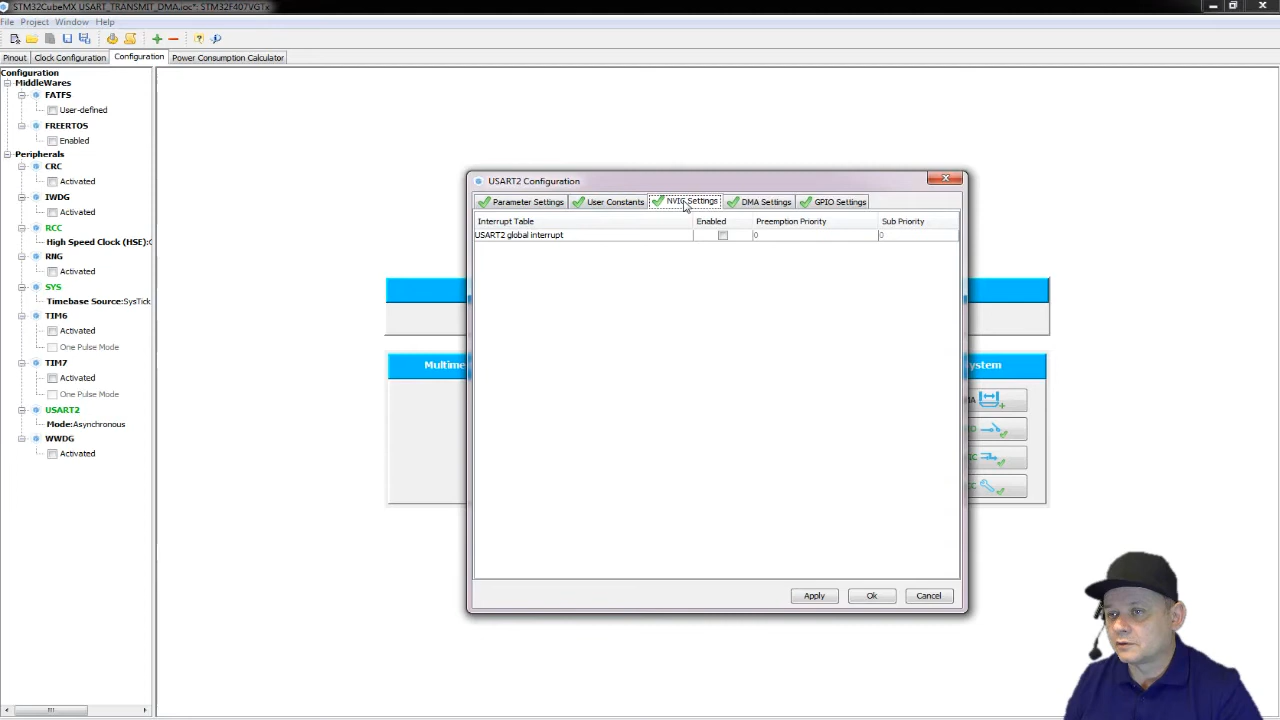 STM32CubeMX USART_TRANSMIT_DMA.ioc*: STM32F407VGTx
File Project Window Help
Pinout Clock Configuration Configuration Power Consumption Calculator
Configuration
MiddleWares
FATFS
User-defined
FREERTOS
Enabled
Peripherals
CRC
Activated
IWDG
Activated
RCC
High Speed Clock (HSE):
RNG
Activated
SYS
Timebase Source:SysTick
TIM6
Activated
One Pulse Mode
TIM7
Activated
One Pulse Mode
USART2
Mode:Asynchronous
WWDG
Activated
USART2 Configuration
Parameter Settings User Constants NVIC Settings DMA Settings GPIO Settings
Interrupt Table Enabled Preemption Priority Sub Priority
USART2 global interrupt 0 0
Apply Ok Cancel
Multime
ystem
MA
IC